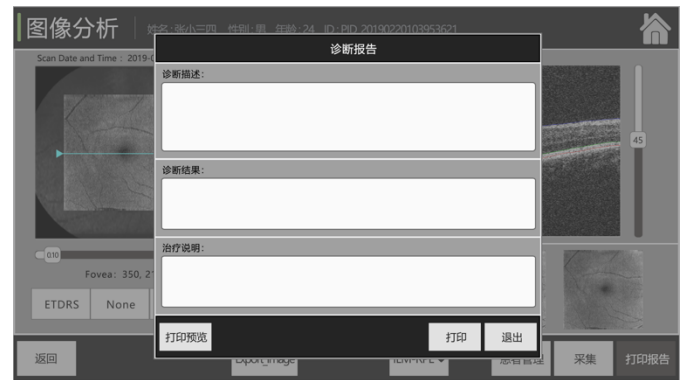 图像分析 姓名:张小三四 性别:男 年龄:24 ID:PID_20190220103953621
诊断报告
Scan Date and Time : 2019-0
诊断描述:
45
诊断结果:
010
治疗说明:
Fovea: 350, 2
ETDRS None
打印预览 打印 退出
返回 Export_Image ILM-RPE 患者管理 采集 打印报告